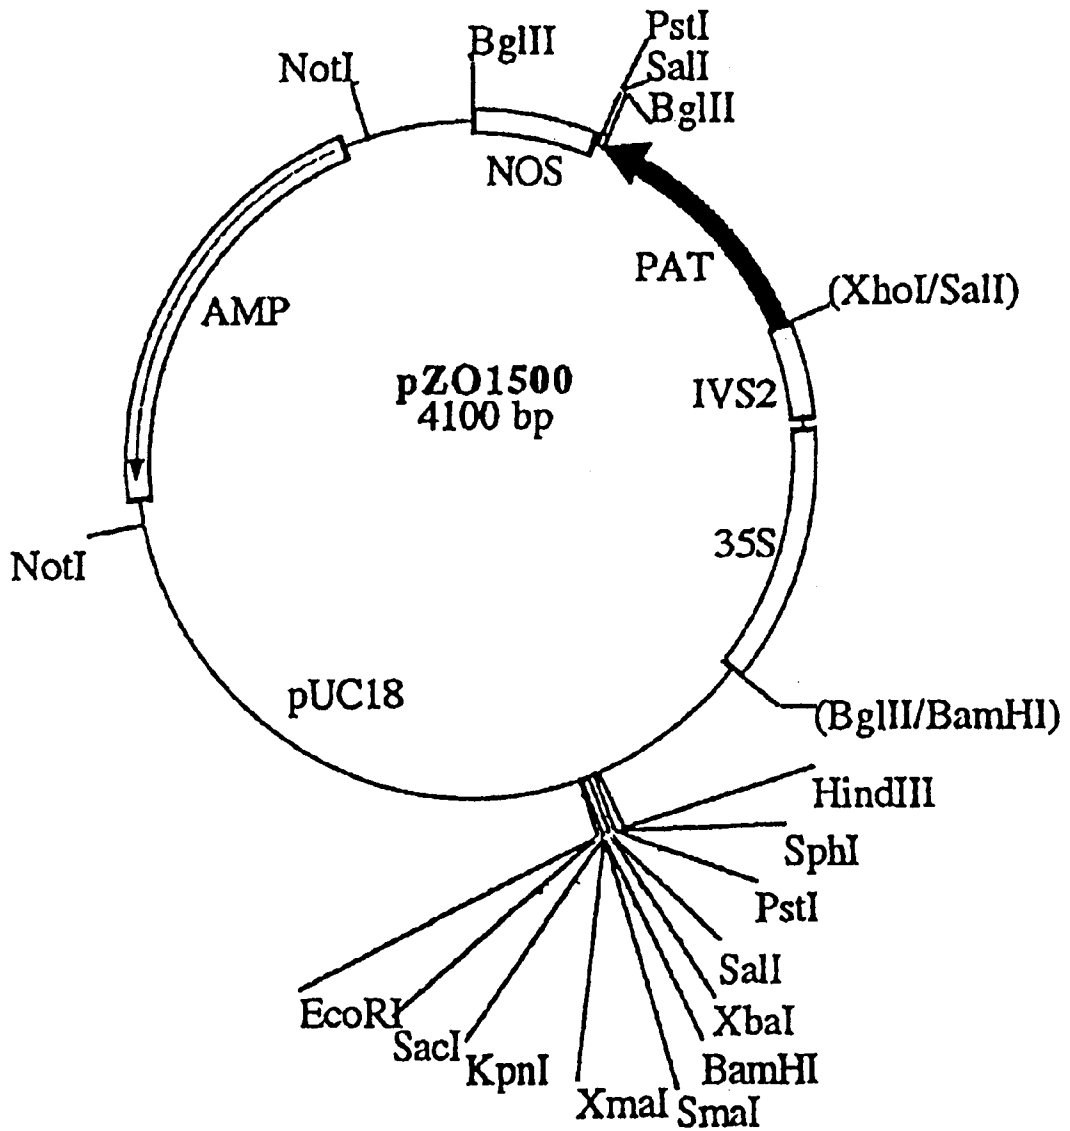 PstI
BglII
SalI
NotI
BglII
NOS
PAT
(XhoI/SalI)
AMP
pZO1500
IVS2
4100 bp
35S
NotI
pUC18
(BglII/BamHI)
HindIII
SphI
PstI
SalI
EcoRI
XbaI
SacI
KpnI
BamHI
XmaI
SmaI